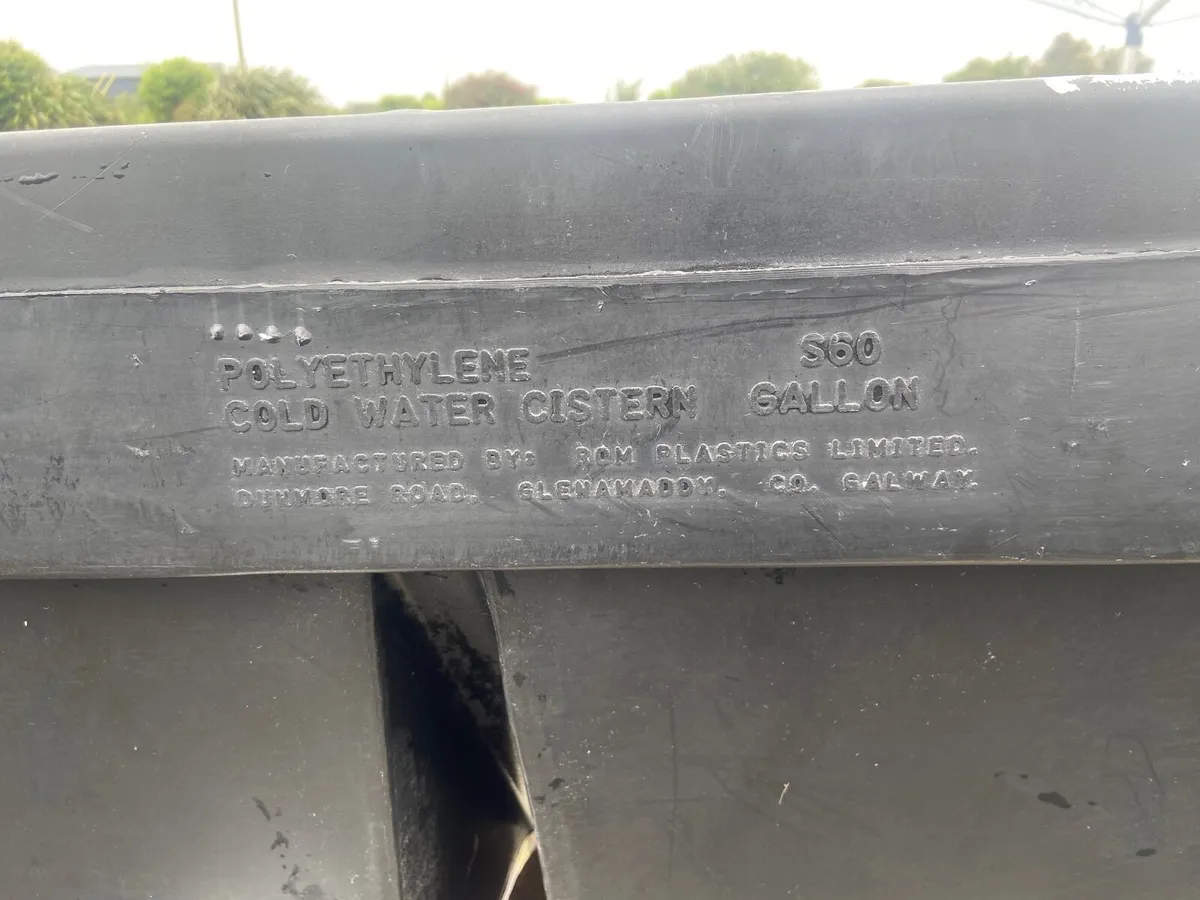 POLYETHYLENE S60
COLD WATER CISTERN GALLON
MANUFACTURED BY: ROM PLASTICS LIMITED.
DUNMORE ROAD. GLENAMADDY. CO. GALWAY.